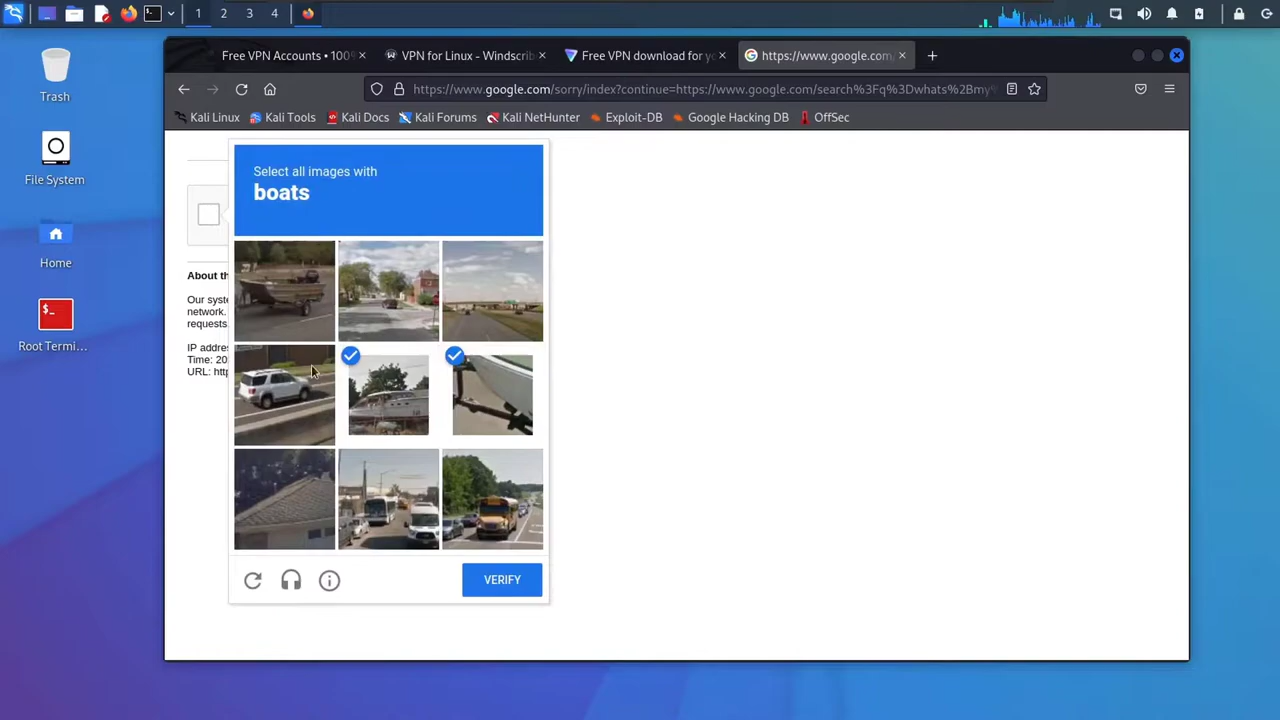 1 2 3 4
Free VPN Accounts • 100%
VPN for Linux - Windscrib
Free VPN download for yo
https://www.google.com/
https://www.google.com/sorry/index?continue=https://www.google.com/search%3Fq%3Dwhats%2Bmy
Kali Linux
Kali Tools
Kali Docs
Kali Forums
Kali NetHunter
Exploit-DB
Google Hacking DB
OffSec
Trash
File System
Home
Root Termi...
Select all images with
boats
About th
Our syste
network.
requests.
IP addres
Time: 20
URL: http
VERIFY